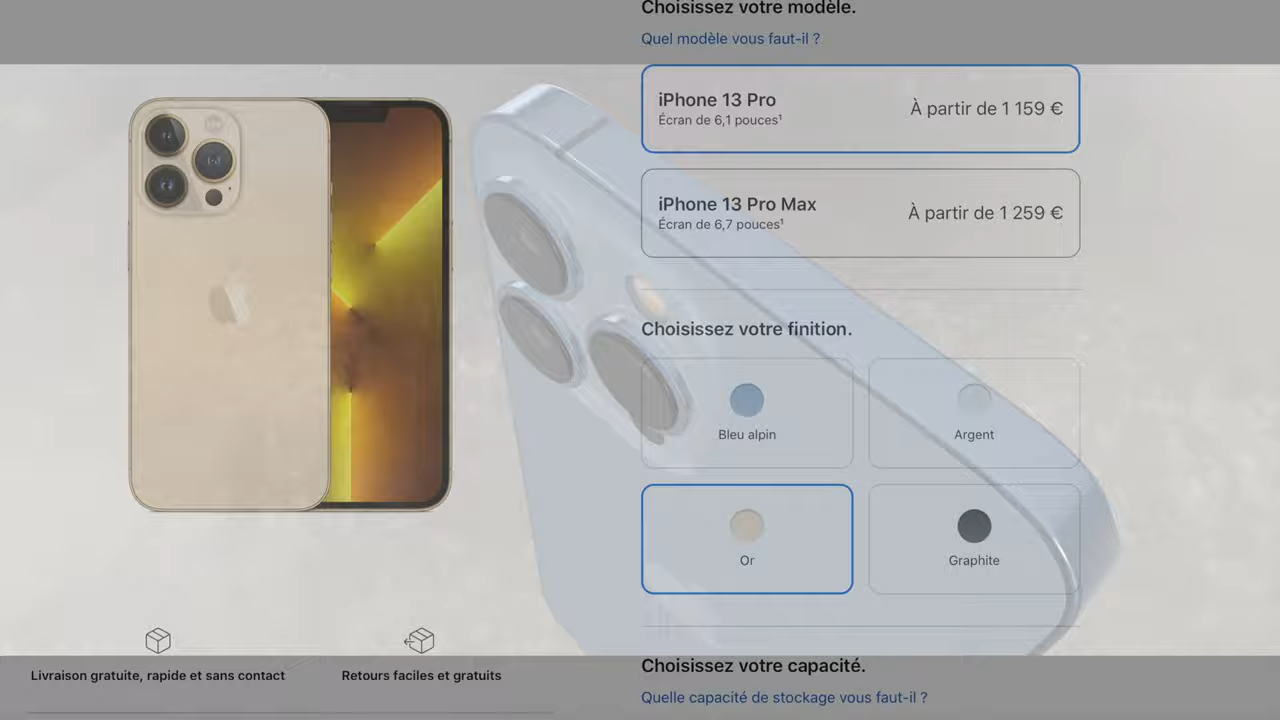 Choisissez votre modèle.
Quel modèle vous faut-il ?
iPhone 13 Pro
À partir de 1 159 €
Écran de 6,1 pouces¹
iPhone 13 Pro Max
À partir de 1 259 €
Écran de 6,7 pouces¹
Choisissez votre finition.
Bleu alpin
Argent
Or
Graphite
Livraison gratuite, rapide et sans contact
Retours faciles et gratuits
Choisissez votre capacité.
Quelle capacité de stockage vous faut-il ?